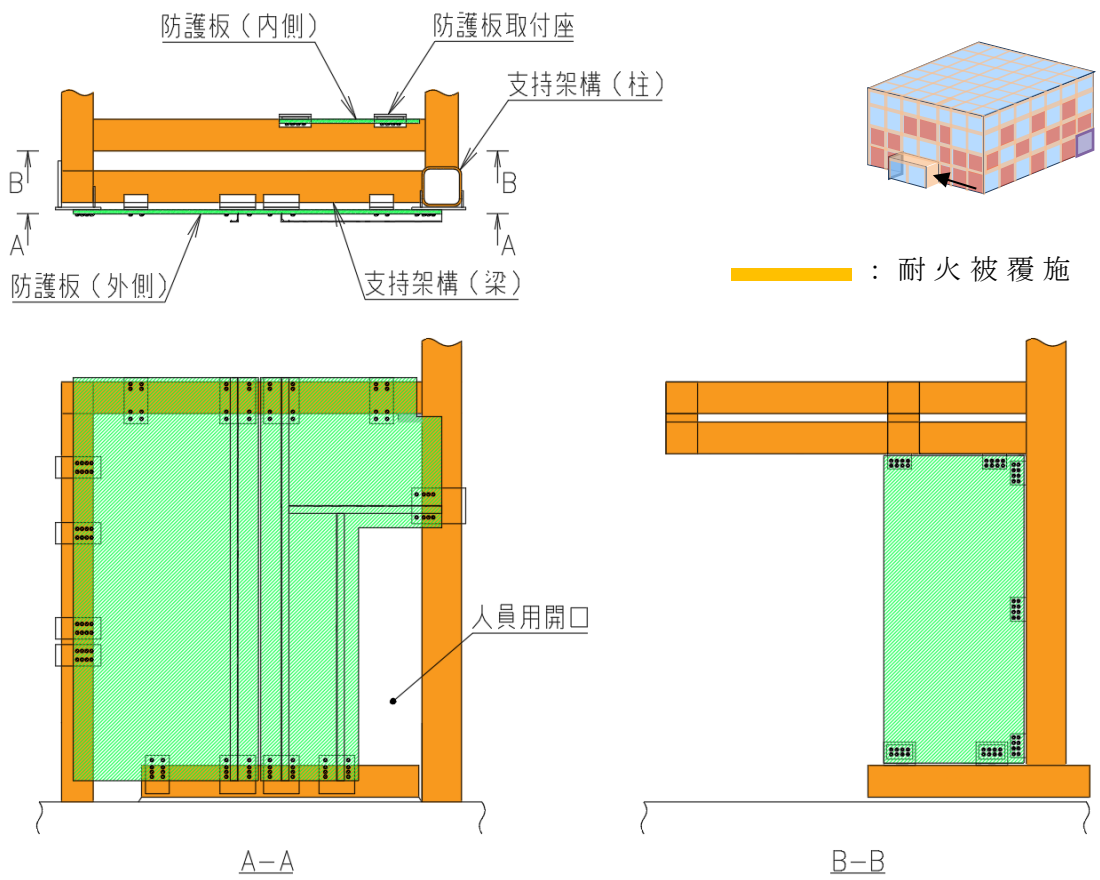 防護板（内側）
防護板取付座
支持架構（柱）
B
B
A
A
防護板（外側）
支持架構（梁）
：耐火被覆施
人員用開口
A－A
B－B